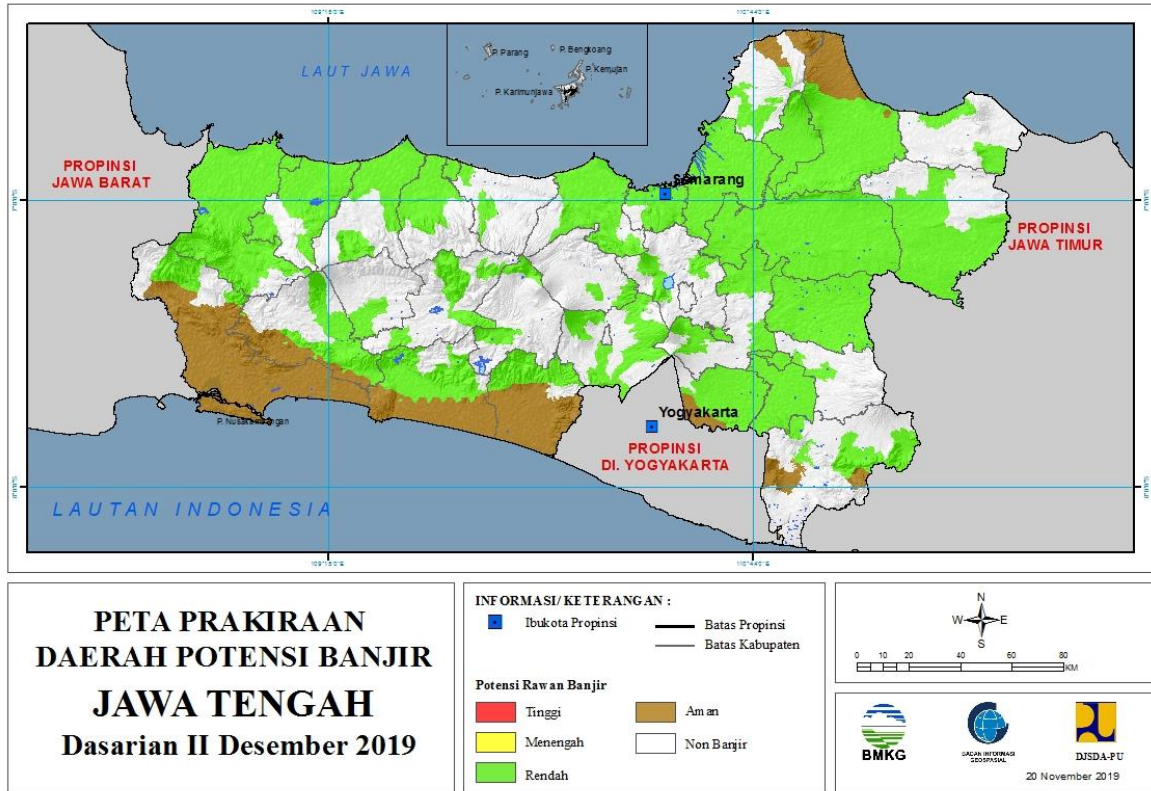 LAUT JAWA
P. Parang
P. Bengkoang
P. Kemujan
P. Karimunjawa
PROPINSI
JAWA BARAT
Semarang
PROPINSI
JAWA TIMUR
P. Nusakambangan
Yogyakarta
PROPINSI
DI. YOGYAKARTA
LAUTAN INDONESIA
PETA PRAKIRAAN
DAERAH POTENSI BANJIR
JAWA TENGAH
Dasarian II Desember 2019
INFORMASI/KETERANGAN :
Ibukota Propinsi
Batas Propinsi
Batas Kabupaten
Potensi Rawan Banjir
Tinggi
Menengah
Rendah
Aman
Non Banjir
N
W E
S
0 10 20 40 60 80
KM
BMKG
BADAN INFORMASI
GEOSPASIAL
DJSDA-PU
20 November 2019